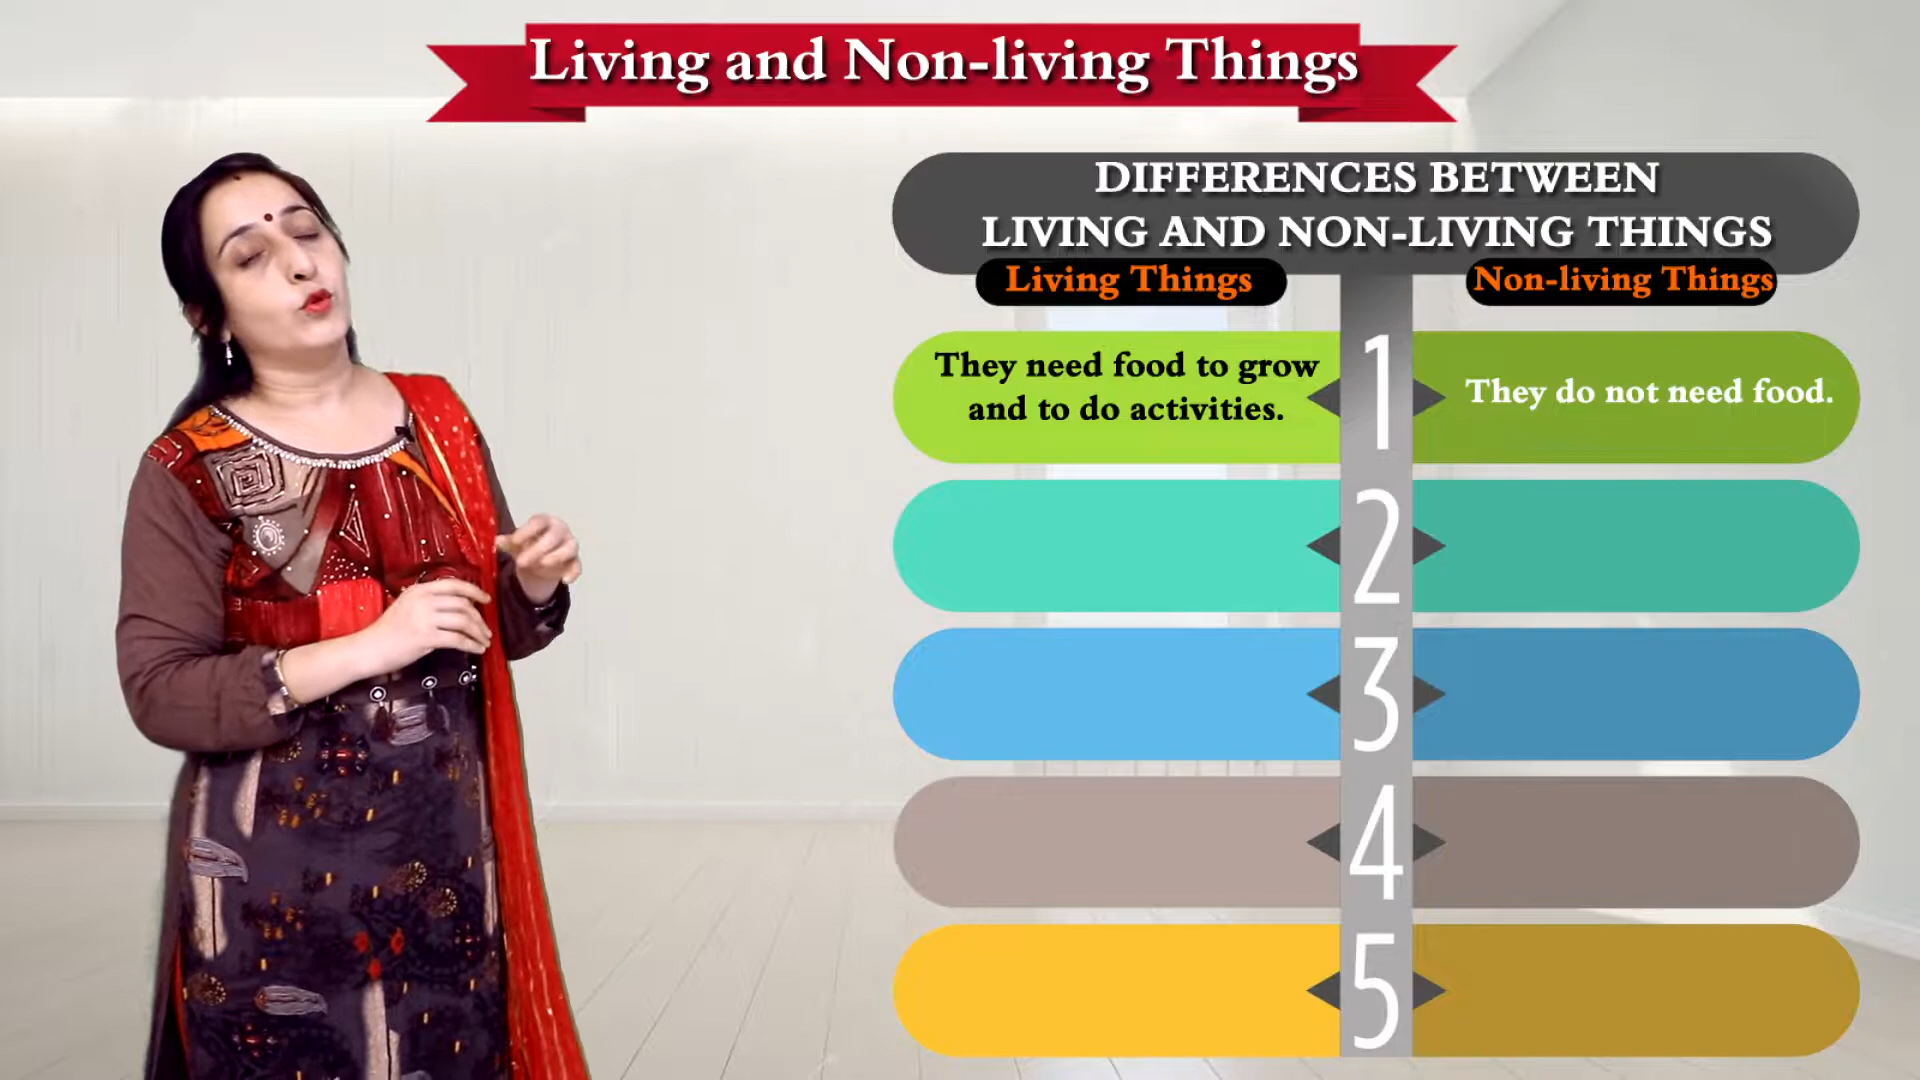 Living and Non-living Things
DIFFERENCES BETWEEN
LIVING AND NON-LIVING THINGS
Living Things
Non-living Things
They need food to grow
and to do activities.
1
They do not need food.
2
3
4
5